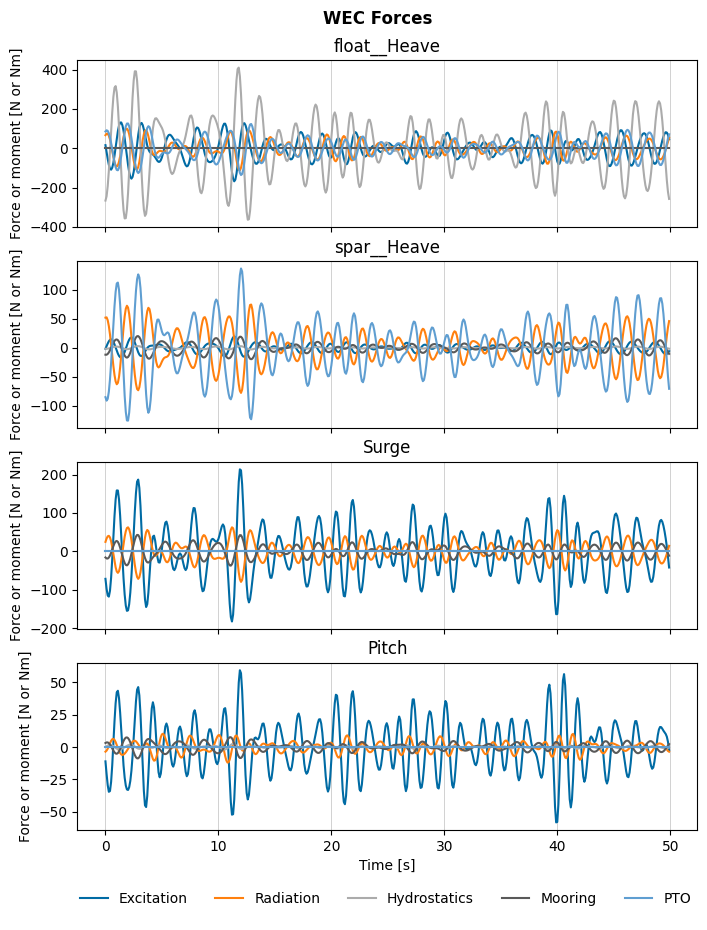 WEC Forces
float__Heave
Force or moment [N or Nm]
400
200
0
−200
−400
spar__Heave
Force or moment [N or Nm]
100
50
0
−50
−100
Surge
Force or moment [N or Nm]
200
100
0
−100
−200
Pitch
Force or moment [N or Nm]
50
25
0
−25
−50
0 10 20 30 40 50
Time [s]
Excitation Radiation Hydrostatics Mooring PTO